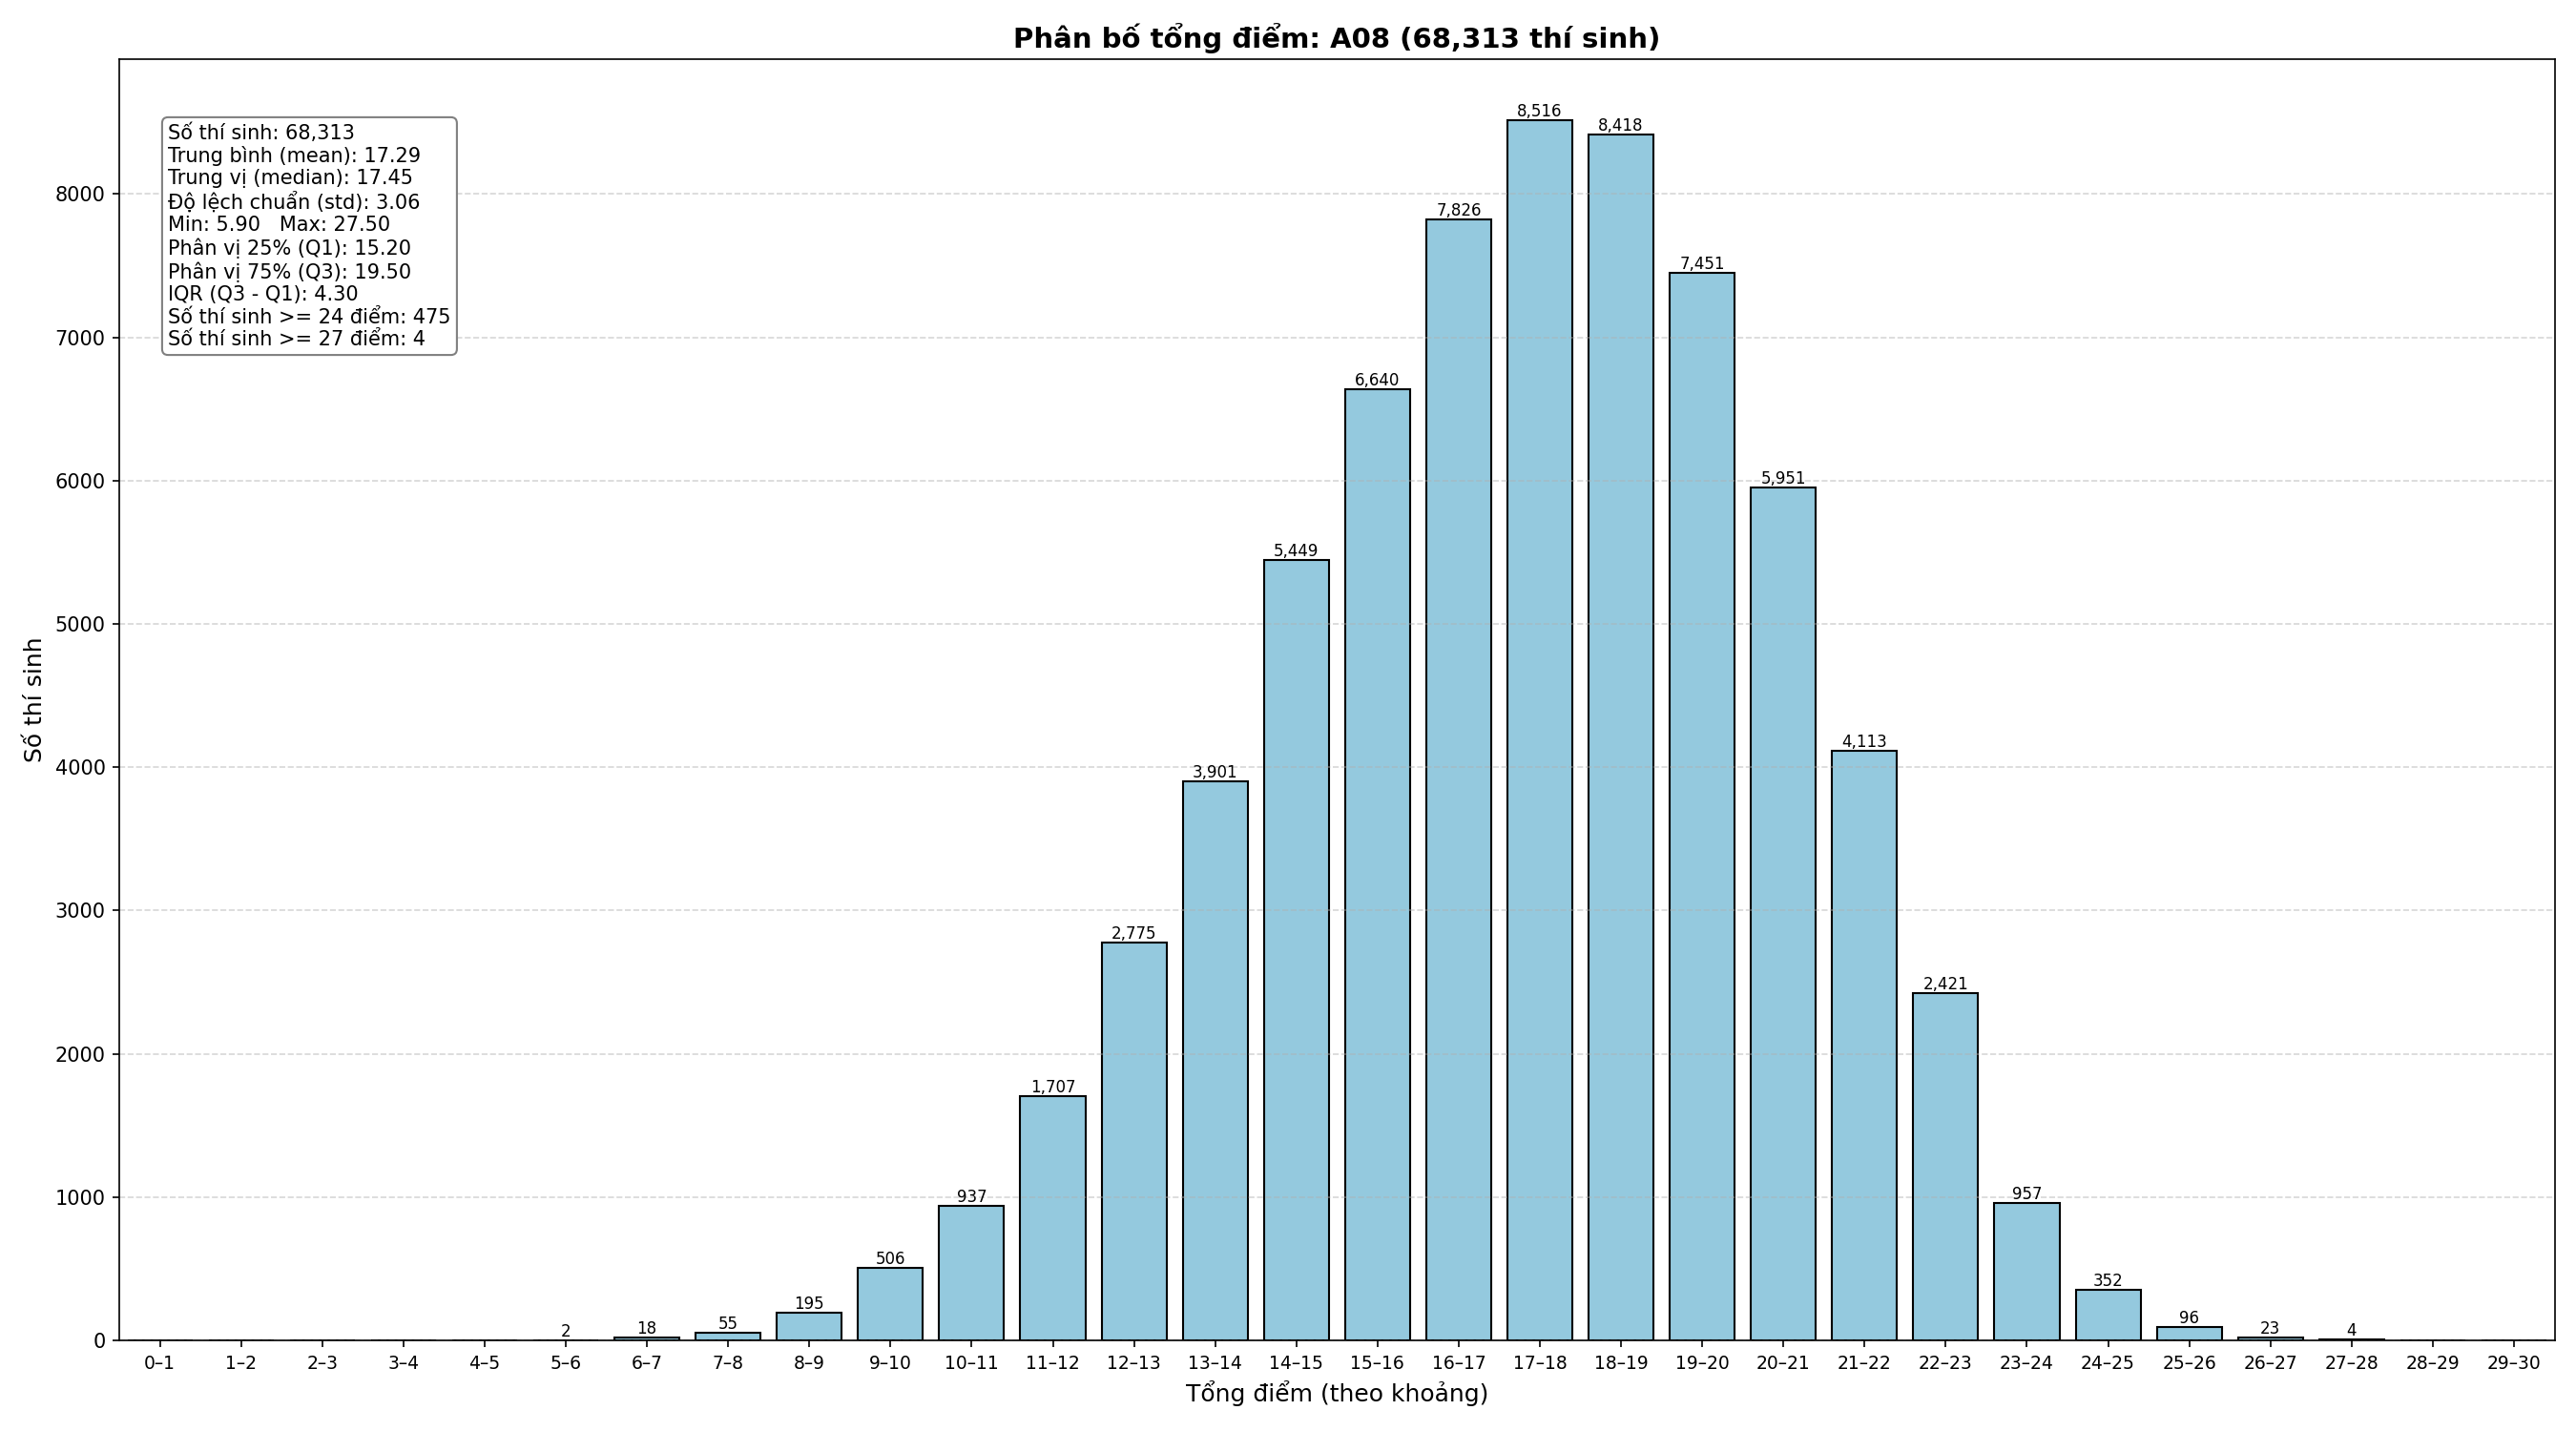 Phân bố tổng điểm: A08 (68,313 thí sinh)
Số thí sinh: 68,313
Trung bình (mean): 17.29
Trung vị (median): 17.45
Độ lệch chuẩn (std): 3.06
Min: 5.90   Max: 27.50
Phân vị 25% (Q1): 15.20
Phân vị 75% (Q3): 19.50
IQR (Q3 - Q1): 4.30
Số thí sinh >= 24 điểm: 475
Số thí sinh >= 27 điểm: 4
Số thí sinh
8000
7000
6000
5000
4000
3000
2000
1000
0
2
18
55
195
506
937
1,707
2,775
3,901
5,449
6,640
7,826
8,516
8,418
7,451
5,951
4,113
2,421
957
352
96
23
4
0–1 1–2 2–3 3–4 4–5 5–6 6–7 7–8 8–9 9–10 10–11 11–12 12–13 13–14 14–15 15–16 16–17 17–18 18–19 19–20 20–21 21–22 22–23 23–24 24–25 25–26 26–27 27–28 28–29 29–30
Tổng điểm (theo khoảng)